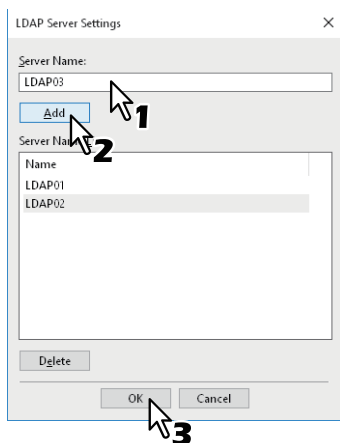 LDAP Server Settings
Server Name:
LDAP03
1
Add
2
Name
LDAP01
LDAP02
Delete
OK Cancel
3